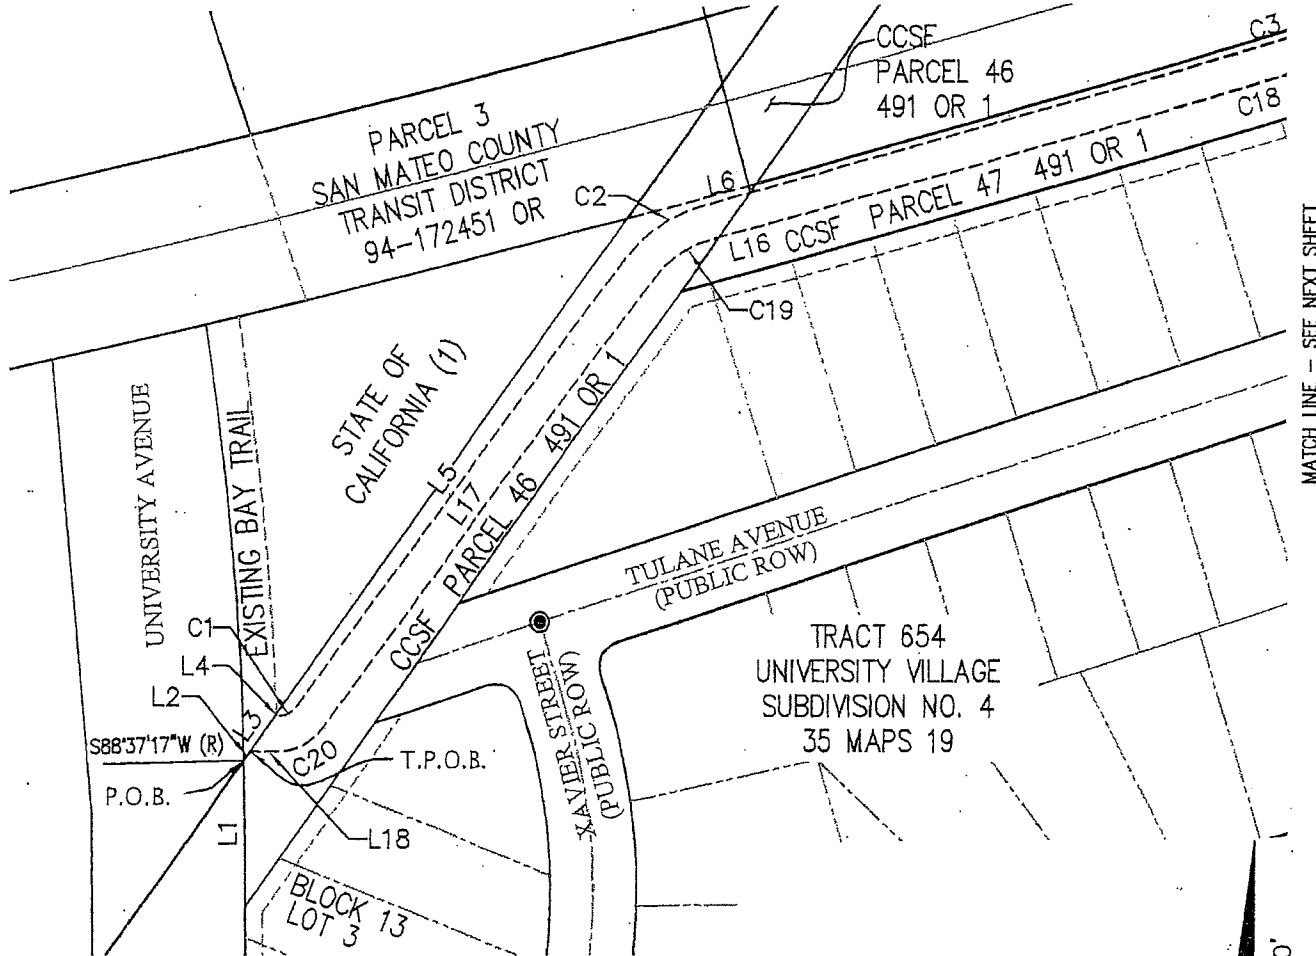 C3
CCSF
PARCEL 46
491 OR 1
C18
PARCEL 3
SAN MATEO COUNTY
TRANSIT DISTRICT
94-172451 OR
C2
L6
L16 CCSF PARCEL 47 491 OR 1
C19
MATCH LINE - SEE NEXT SHEET
STATE OF
CALIFORNIA (1)
UNIVERSITY AVENUE
EXISTING BAY TRAIL
L5
L17
CCSF PARCEL 46 491 OR 1
TULANE AVENUE
(PUBLIC ROW)
C1
L4
L2
L3
S88°37'17"W (R)
P.O.B.
C20
T.P.O.B.
L1
L18
XAVIER STREET
(PUBLIC ROW)
TRACT 654
UNIVERSITY VILLAGE
SUBDIVISION NO. 4
35 MAPS 19
BLOCK 13
LOT 3